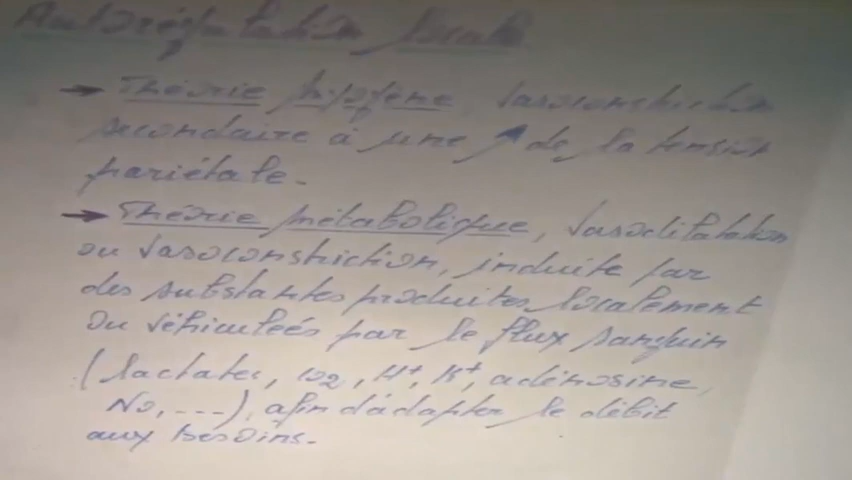 Autorégulation locale
→ Théorie myogène, vasoconstriction
secondaire à une ↗ de la tension
pariétale.
→ Théorie métabolique, vasodilatation
ou vasoconstriction, induite par
des substances produites localement
ou véhiculées par le flux sanguin
(lactates, CO2, H+, K+, adénosine,
NO, ...), afin d'adapter le débit
aux besoins.